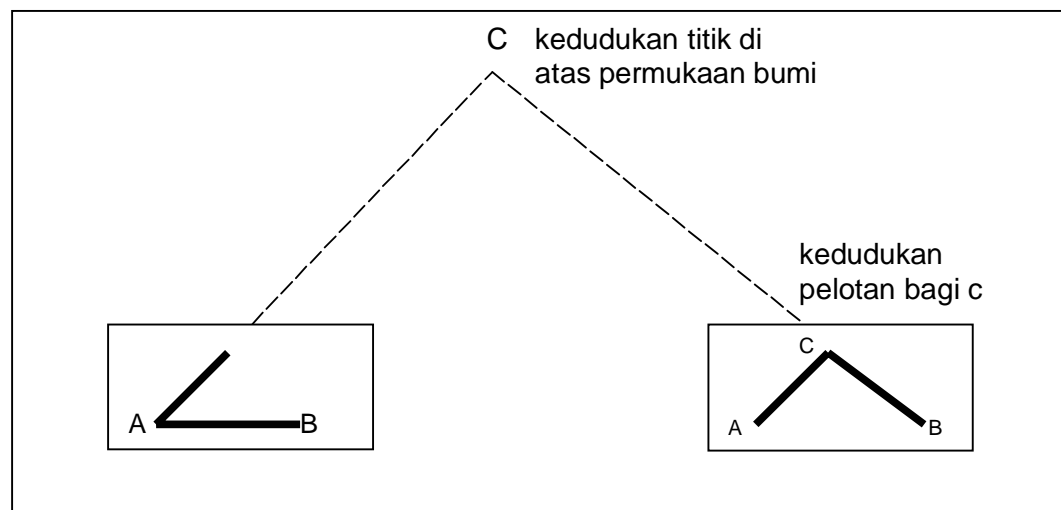 C kedudukan titik di
atas permukaan bumi
kedudukan
pelotan bagi c
A B
C
A B